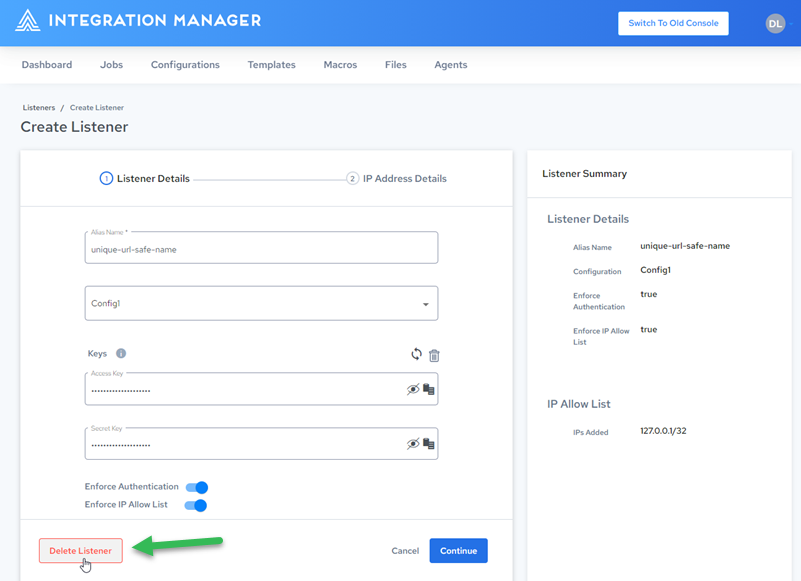 INTEGRATION MANAGER
Switch To Old Console
DL
Dashboard Jobs Configurations Templates Macros Files Agents
Listeners / Create Listener
Create Listener
1 Listener Details
2 IP Address Details
Alias Name *
unique-url-safe-name
Config1
Keys i
Access Key
••••••••••••••••••••
Secret Key
••••••••••••••••••••
Enforce Authentication
Enforce IP Allow List
Delete Listener
Cancel
Continue
Listener Summary
Listener Details
Alias Name unique-url-safe-name
Configuration Config1
Enforce true
Authentication
Enforce IP Allow true
List
IP Allow List
IPs Added 127.0.0.1/32